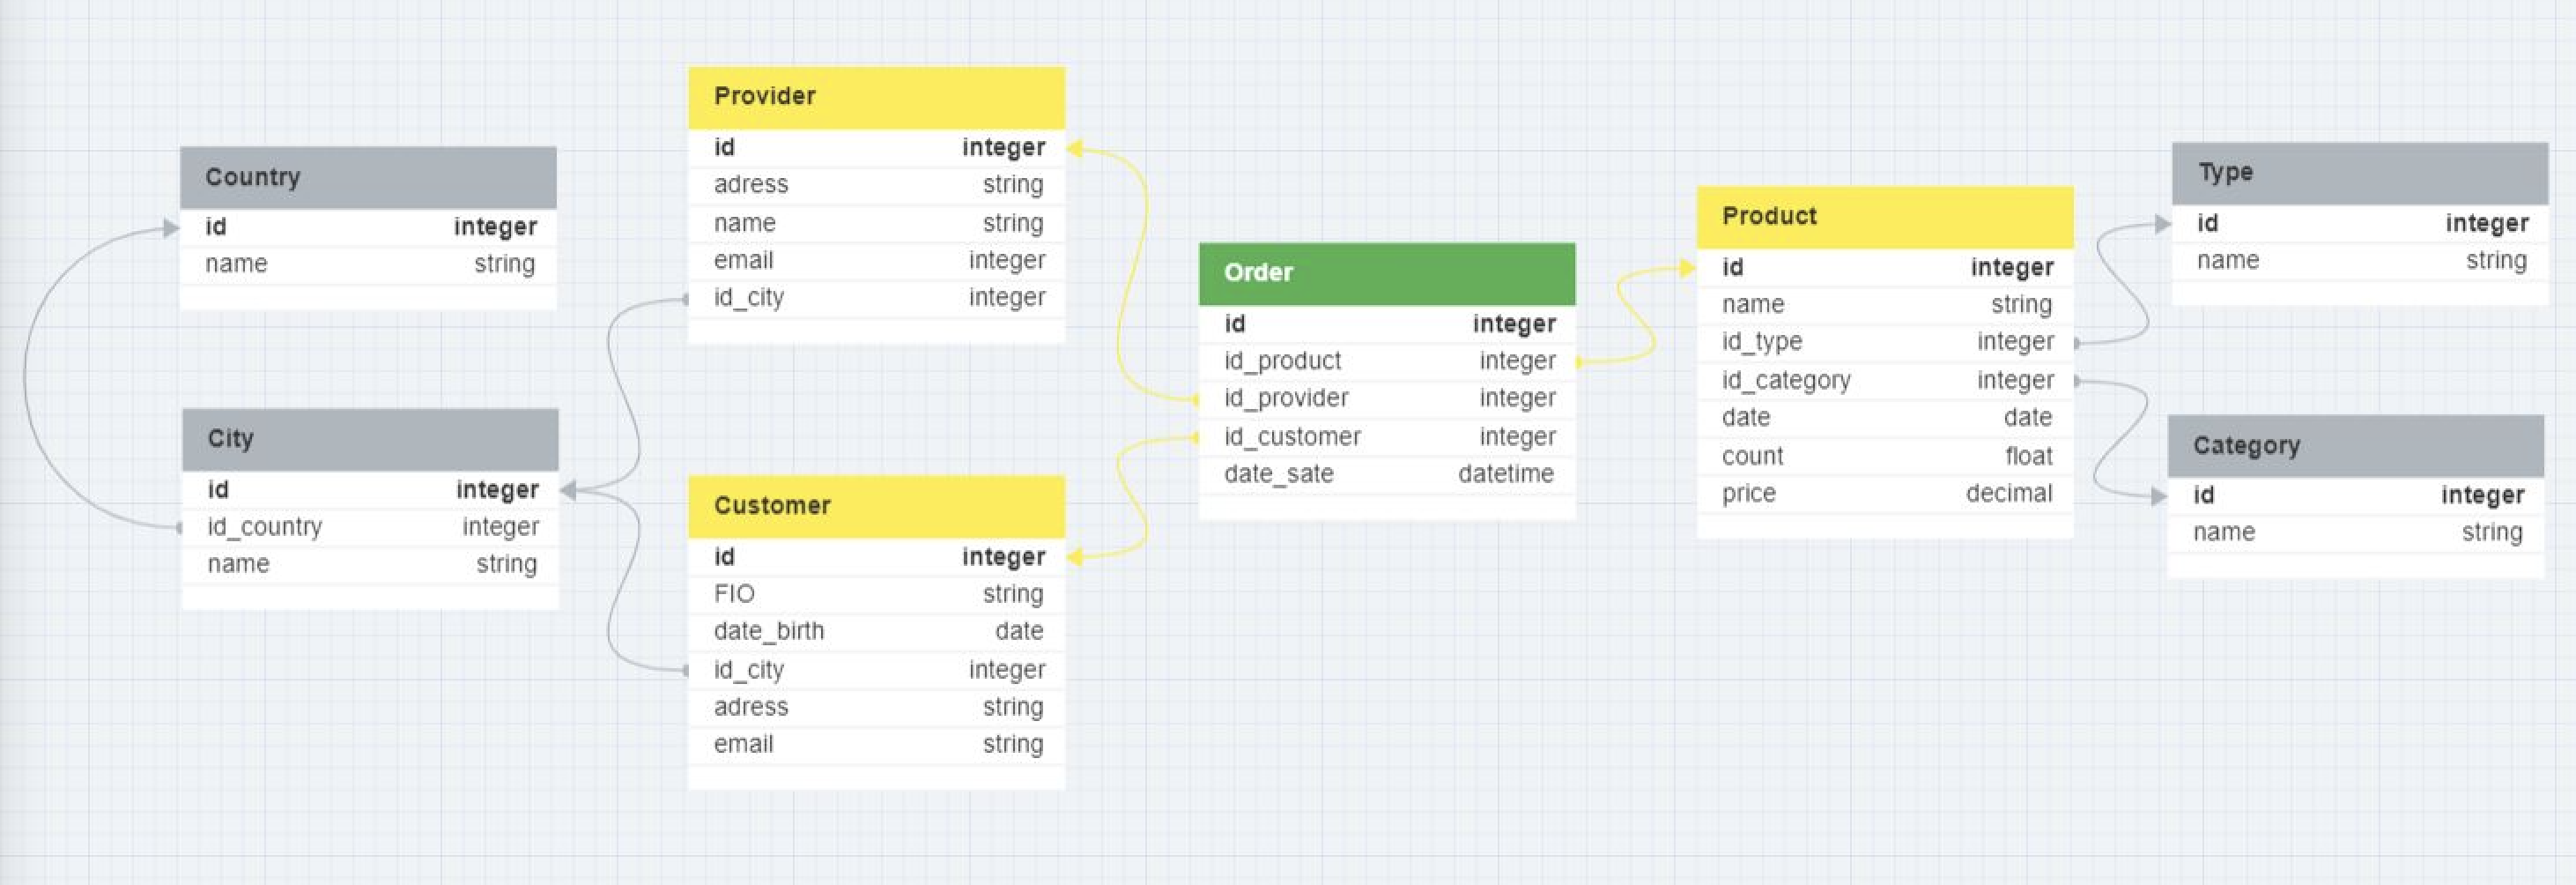 Country
id integer
name string
City
id integer
id_country integer
name string
Provider
id integer
adress string
name string
email integer
id_city integer
Customer
id integer
FIO string
date_birth date
id_city integer
adress string
email string
Order
id integer
id_product integer
id_provider integer
id_customer integer
date_sate datetime
Product
id integer
name string
id_type integer
id_category integer
date date
count float
price decimal
Type
id integer
name string
Category
id integer
name string